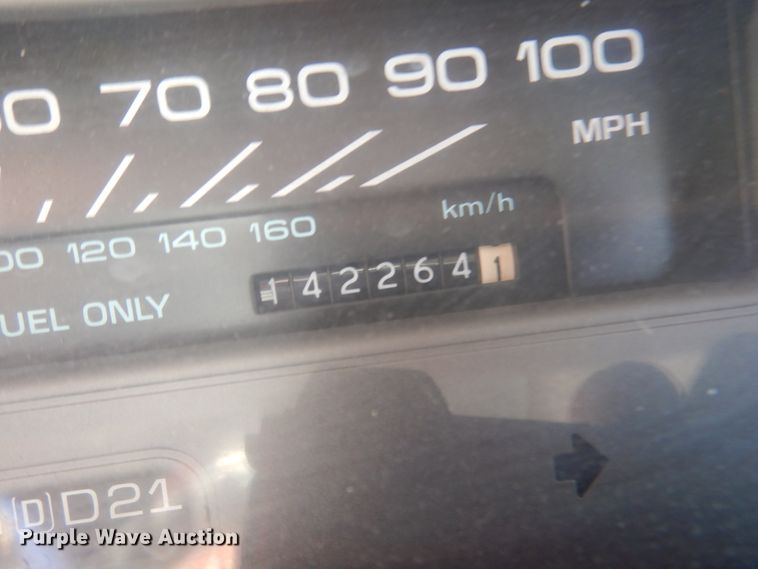 70 80 90 100
MPH
km/h
120 140 160
UEL ONLY
1422641
[D] D21
Purple Wave Auction